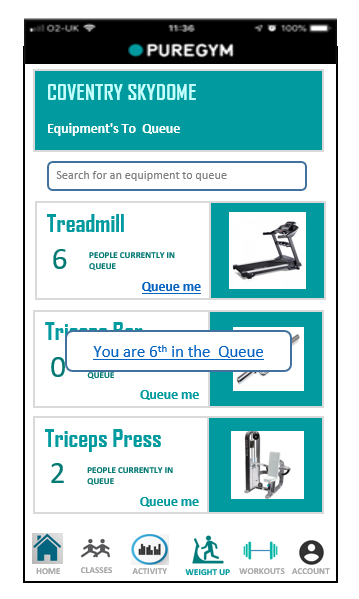 O2-UK 11:36 100%
PUREGYM
COVENTRY SKYDOME
Equipment's To Queue
Search for an equipment to queue
Treadmill
6 PEOPLE CURRENTLY IN
QUEUE
Queue me
Triceps Bar
You are 6th in the Queue
0 QUEUE
Queue me
Triceps Press
2 PEOPLE CURRENTLY IN
QUEUE
Queue me
HOME CLASSES ACTIVITY WEIGHT UP WORKOUTS ACCOUNT